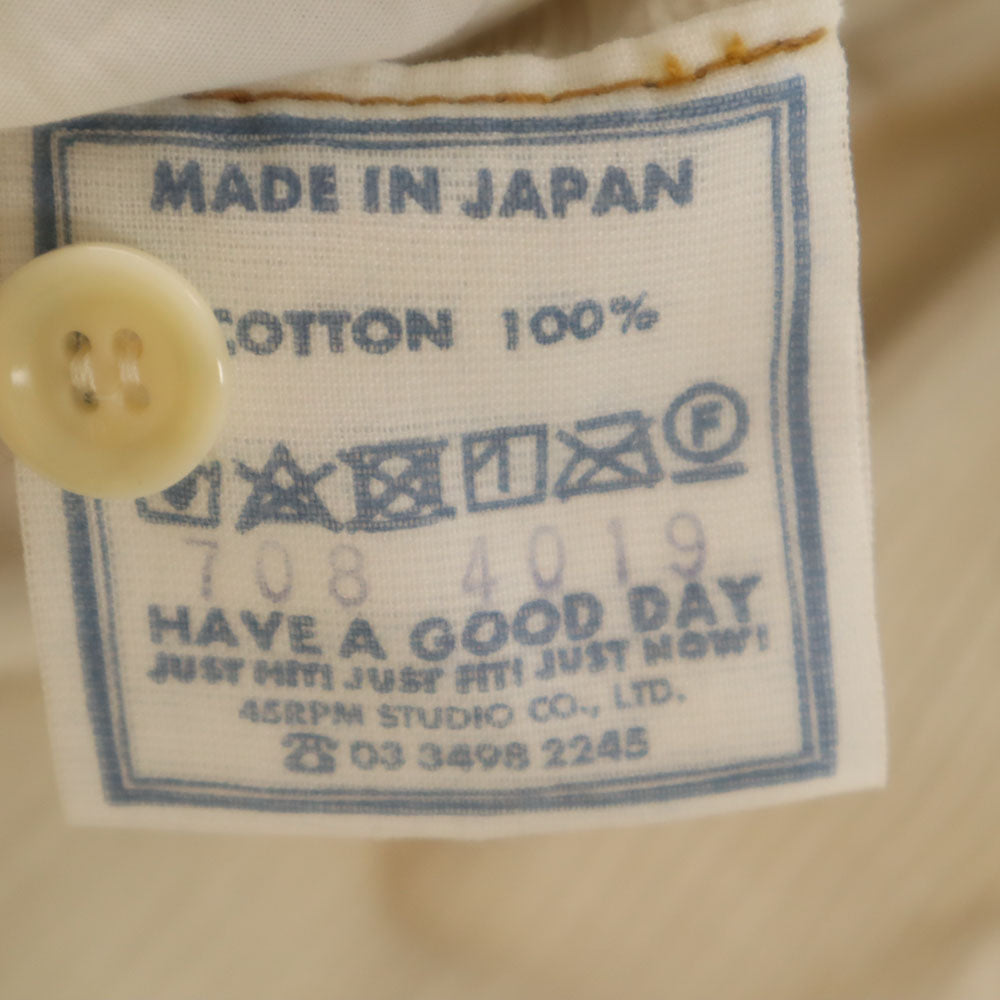 MADE IN JAPAN
COTTON 100%
F
708 4019
HAVE A GOOD DAY
JUST HIT! JUST FIT! JUST NOW!
45RPM STUDIO CO., LTD.
☎03 3498 2245